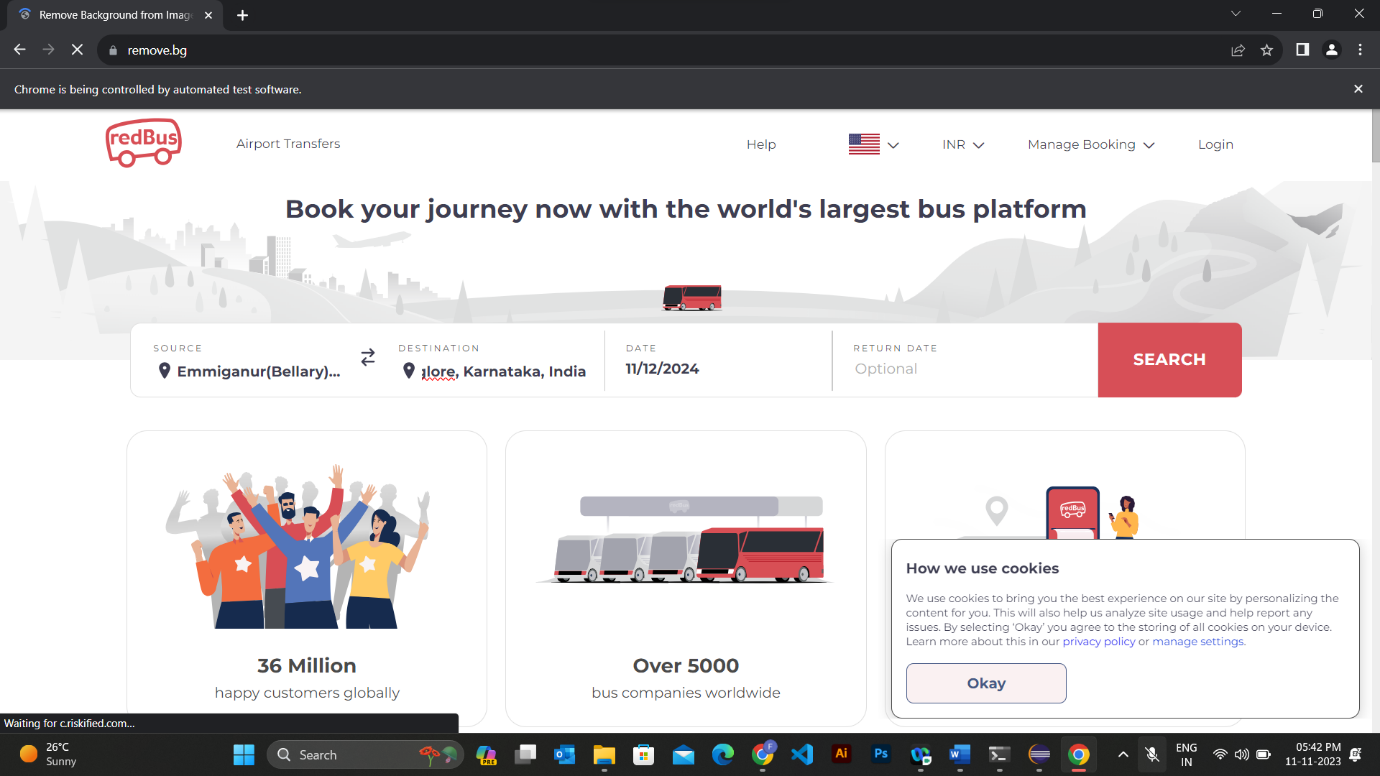 Remove Background from Imag
remove.bg
Chrome is being controlled by automated test software.
redBus
Airport Transfers
Help
INR
Manage Booking
Login
Book your journey now with the world's largest bus platform
SOURCE
Emmiganur(Bellary)...
DESTINATION
glore, Karnataka, India
DATE
11/12/2024
RETURN DATE
Optional
SEARCH
redBus
36 Million
happy customers globally
Over 5000
bus companies worldwide
How we use cookies
We use cookies to bring you the best experience on our site by personalizing the
content for you. This will also help us analyze site usage and help report any
issues. By selecting 'Okay' you agree to the storing of all cookies on your device.
Learn more about this in our privacy policy or manage settings.
Okay
Waiting for c.riskified.com...
26°C
Sunny
Search
PRE
F
Ai
Ps
ENG
IN
05:42 PM
11-11-2023